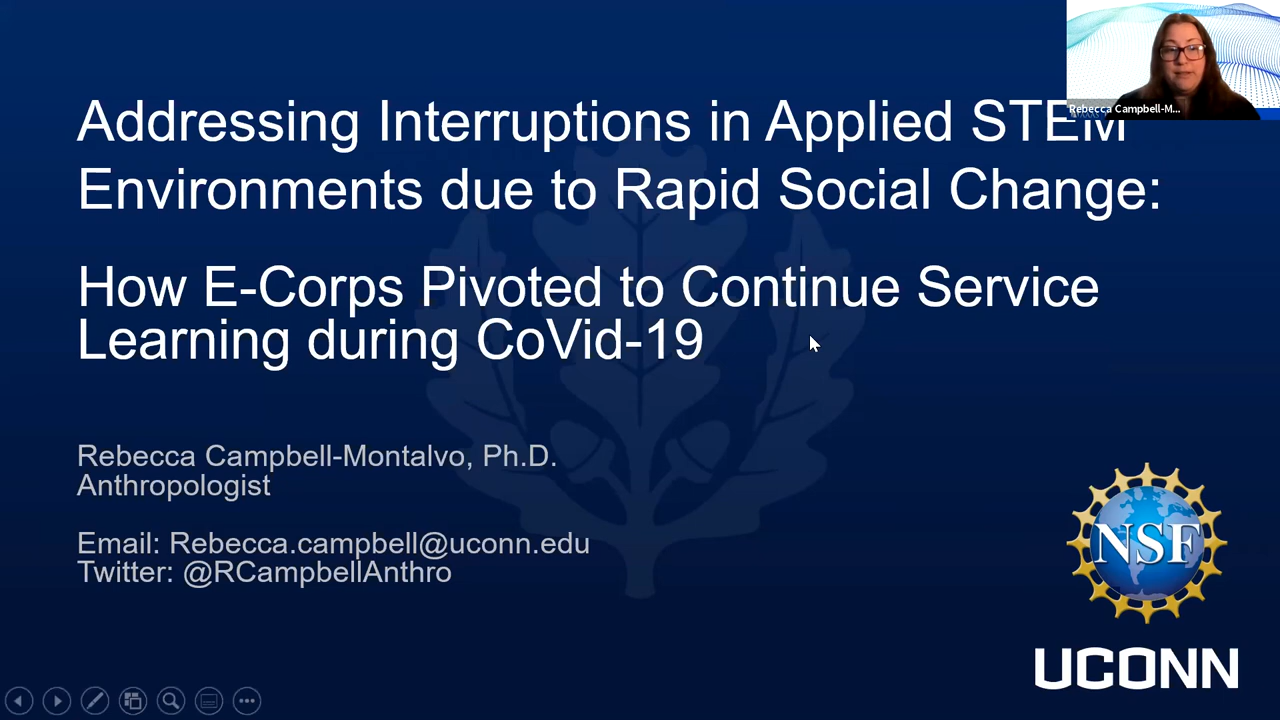 Addressing Interruptions in Applied STEM
Environments due to Rapid Social Change:
How E-Corps Pivoted to Continue Service
Learning during CoVid-19
Rebecca Campbell-Montalvo, Ph.D.
Anthropologist
Email: Rebecca.campbell@uconn.edu
Twitter: @RCampbellAnthro
Rebecca Campbell-M...
NSF
UCONN